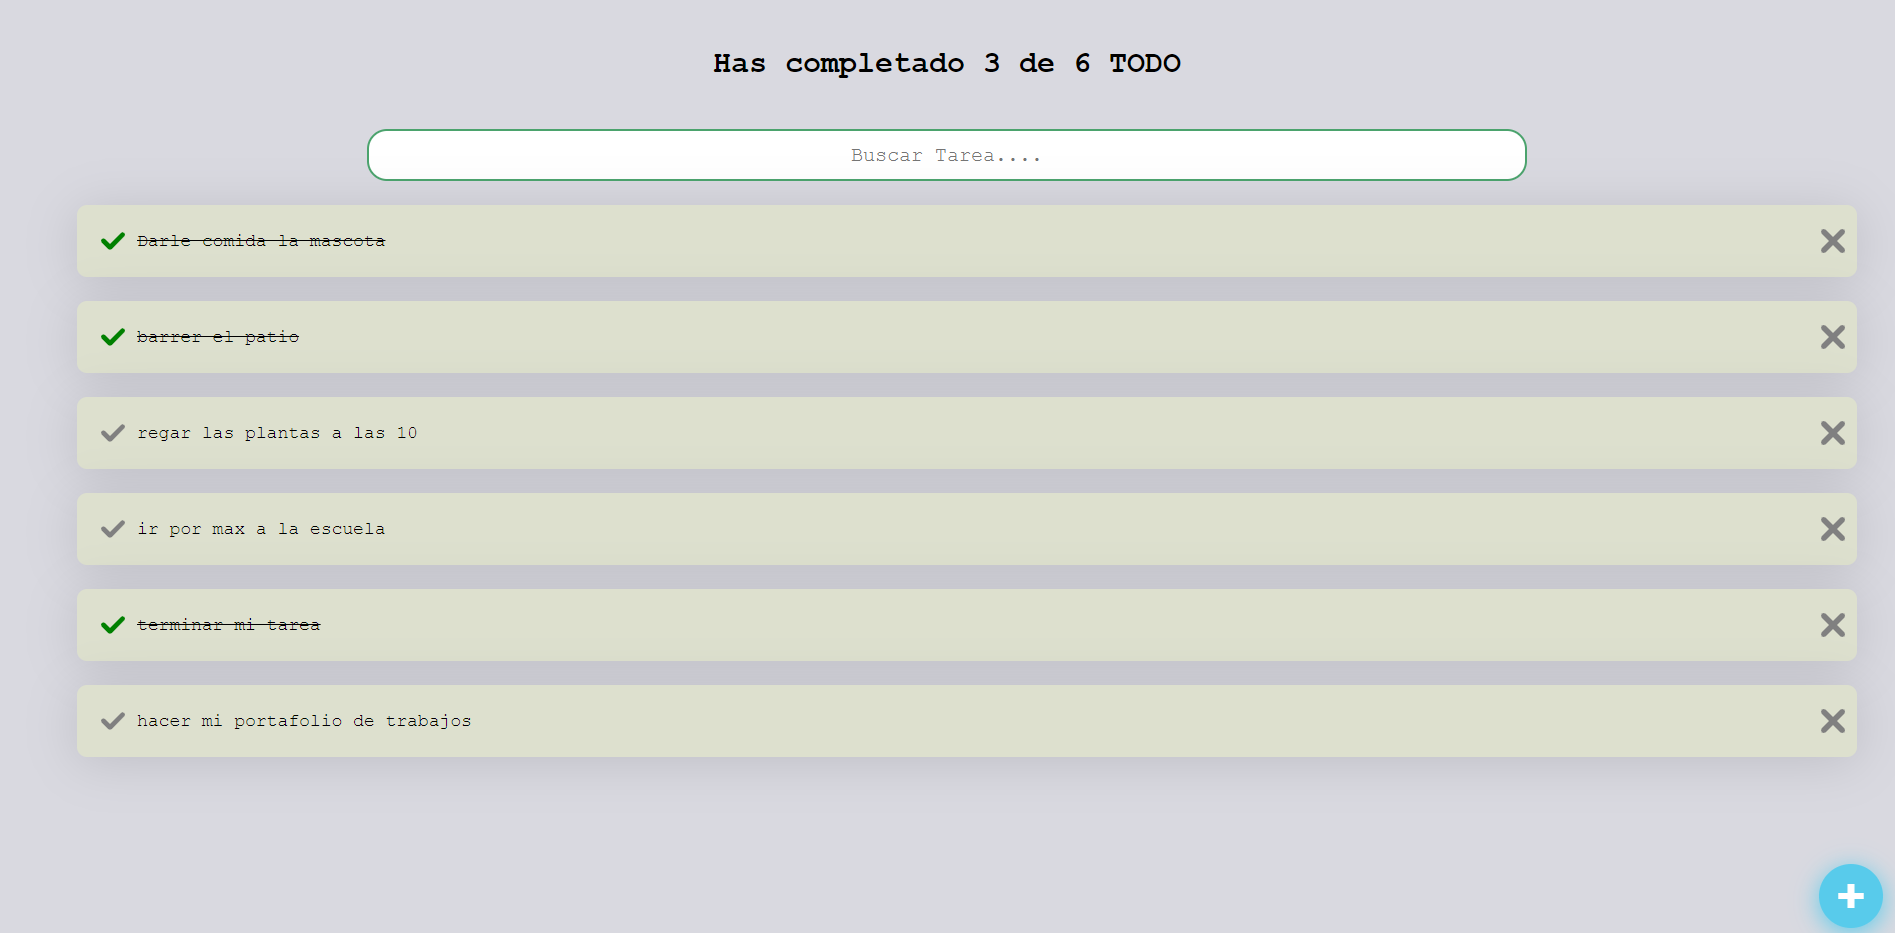 Has completado 3 de 6 TODO
Buscar Tarea....
Darle comida la mascota
barrer el patio
regar las plantas a las 10
ir por max a la escuela
terminar mi tarea
hacer mi portafolio de trabajos